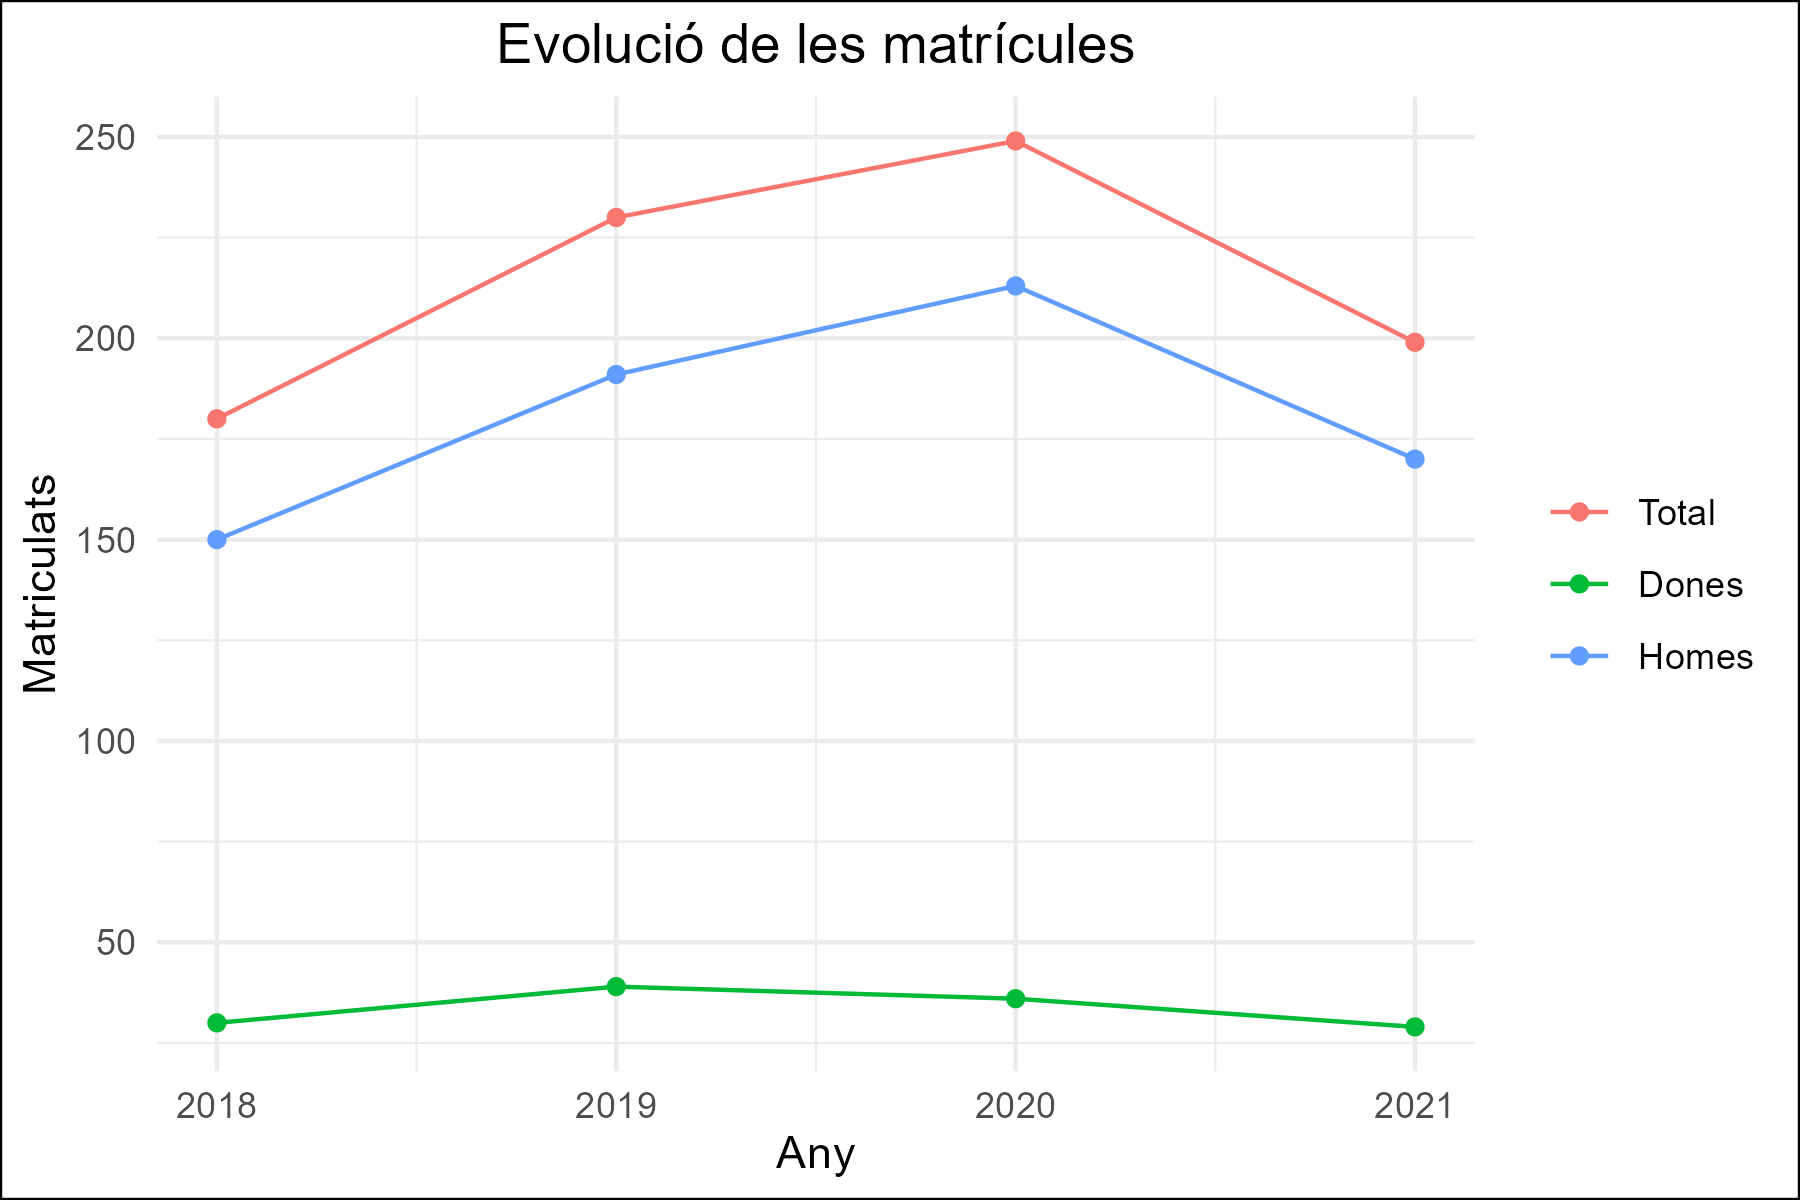 Evolució de les matrícules
250
200
150
100
50
Matriculats
2018 2019 2020 2021
Any
Total
Dones
Homes